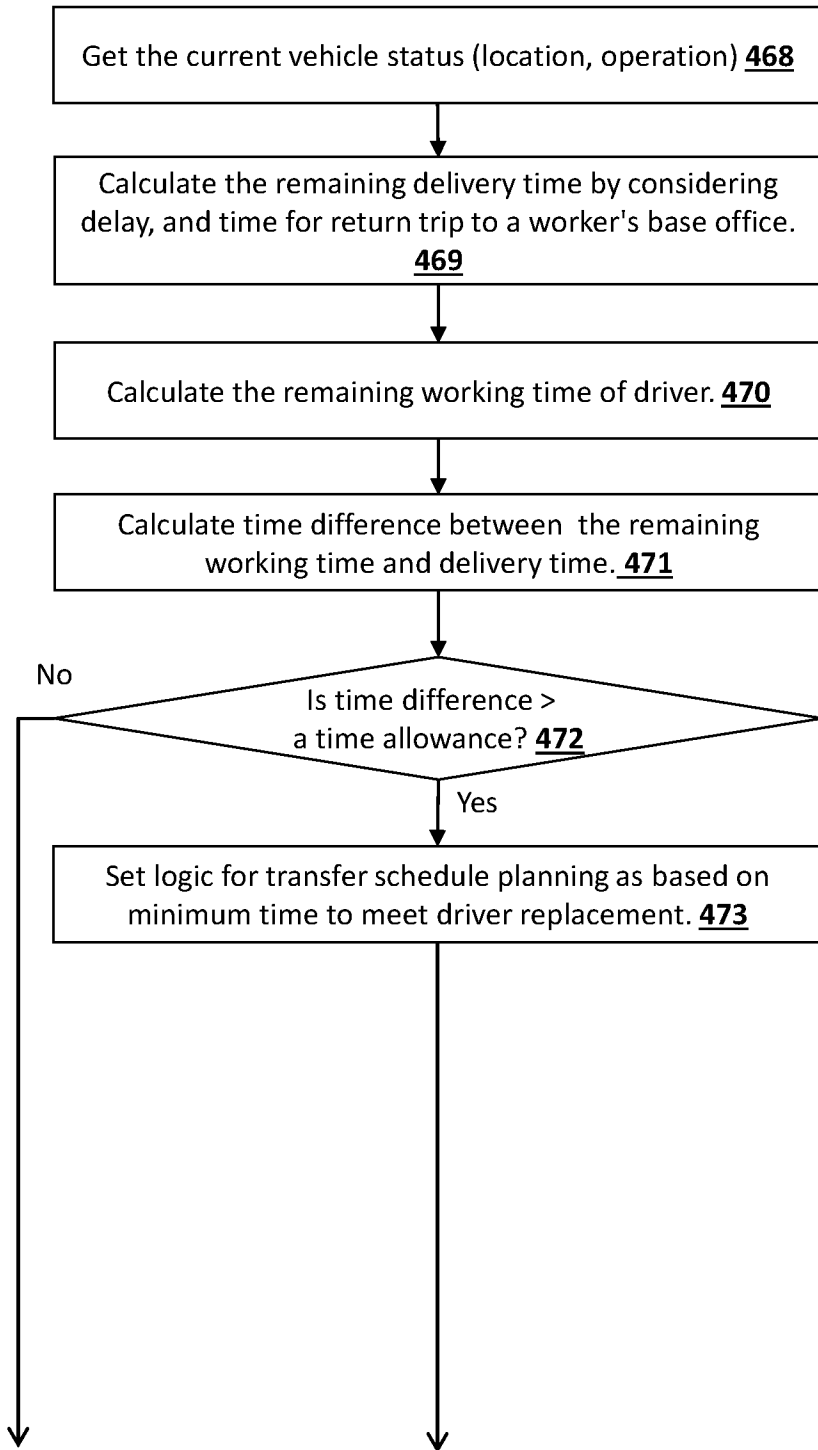 Get the current vehicle status (location, operation) 468
Calculate the remaining delivery time by considering
delay, and time for return trip to a worker's base office.
469
Calculate the remaining working time of driver. 470
Calculate time difference between  the remaining
working time and delivery time. 471
No
Is time difference >
a time allowance? 472
Yes
Set logic for transfer schedule planning as based on
minimum time to meet driver replacement. 473